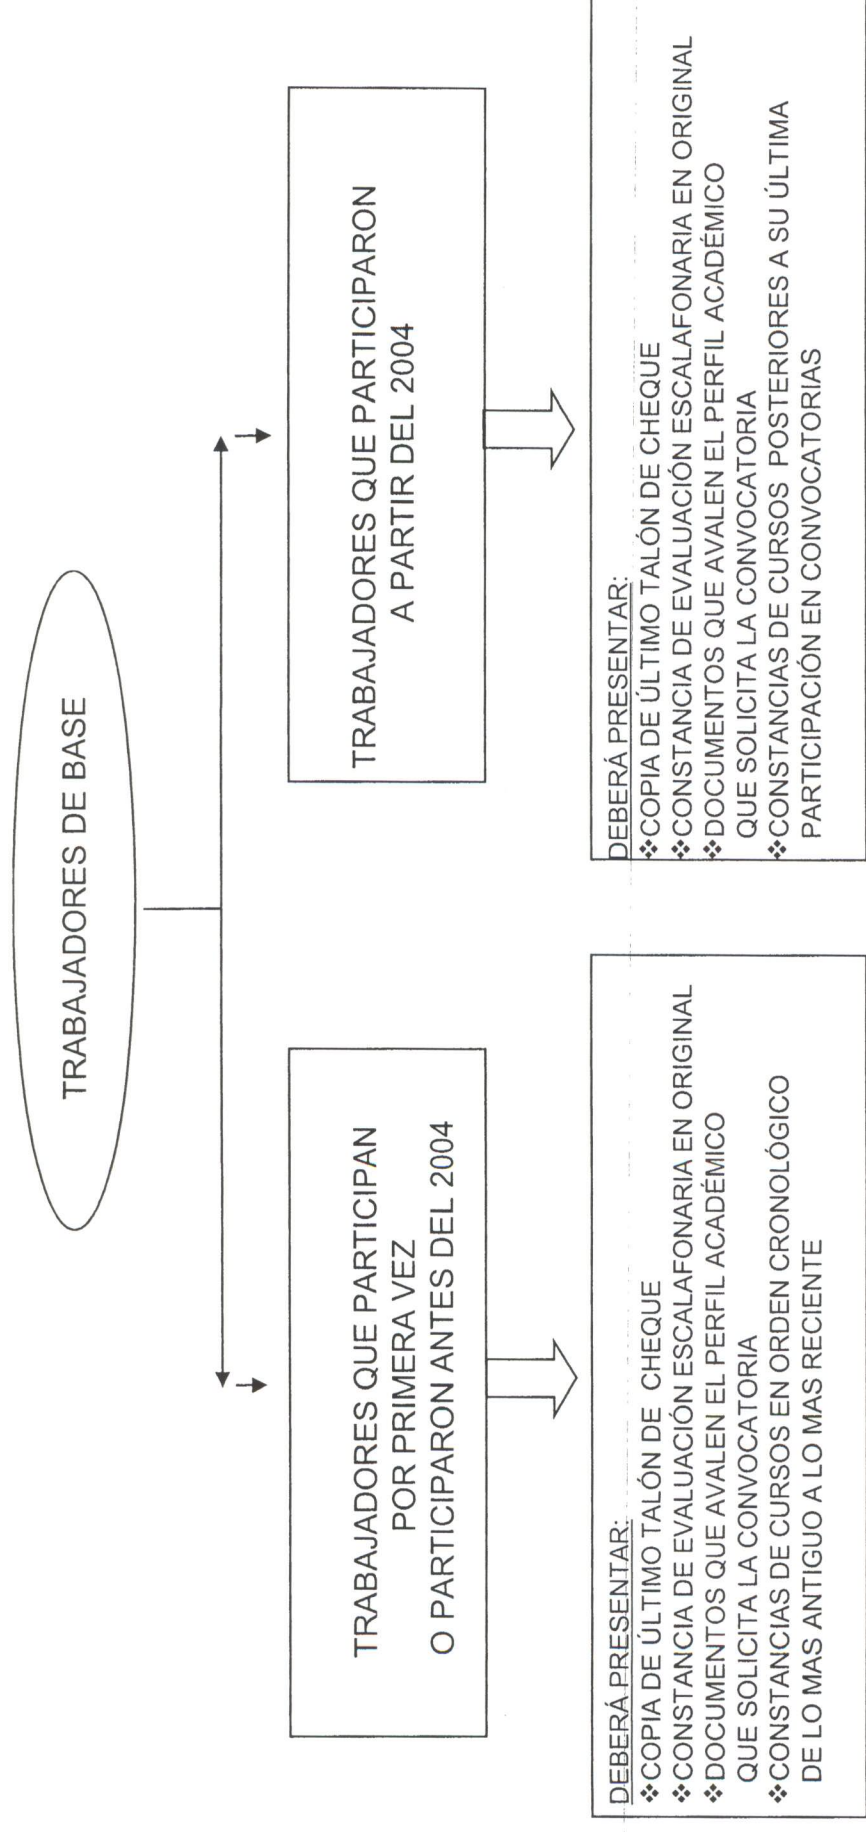 TRABAJADORES DE BASE
TRABAJADORES QUE PARTICIPAN
POR PRIMERA VEZ
O PARTICIPARON ANTES DEL 2004
DEBERÁ PRESENTAR:
❖COPIA DE ÚLTIMO TALÓN DE CHEQUE
❖CONSTANCIA DE EVALUACIÓN ESCALAFONARIA EN ORIGINAL
❖DOCUMENTOS QUE AVALEN EL PERFIL ACADÉMICO
QUE SOLICITA LA CONVOCATORIA
❖CONSTANCIAS DE CURSOS EN ORDEN CRONOLÓGICO
DE LO MAS ANTIGUO A LO MAS RECIENTE
TRABAJADORES QUE PARTICIPARON
A PARTIR DEL 2004
DEBERÁ PRESENTAR:
❖COPIA DE ÚLTIMO TALÓN DE CHEQUE
❖CONSTANCIA DE EVALUACIÓN ESCALAFONARIA EN ORIGINAL
❖DOCUMENTOS QUE AVALEN EL PERFIL ACADÉMICO
QUE SOLICITA LA CONVOCATORIA
❖CONSTANCIAS DE CURSOS POSTERIORES A SU ÚLTIMA
PARTICIPACIÓN EN CONVOCATORIAS